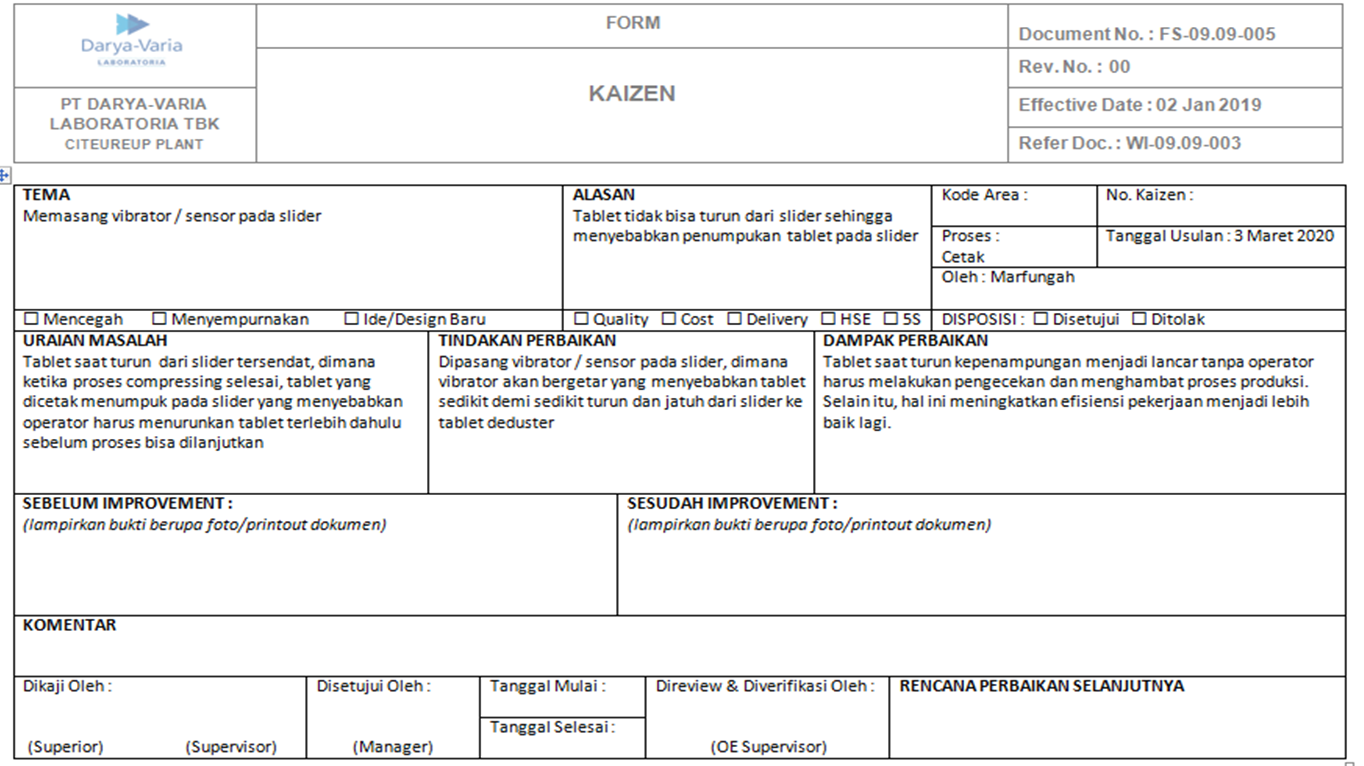 Darya-Varia
LABORATORIA
PT DARYA-VARIA
LABORATORIA TBK
CITEUREUP PLANT
FORM
KAIZEN
Document No. : FS-09.09-005
Rev. No. : 00
Effective Date : 02 Jan 2019
Refer Doc. : WI-09.09-003
TEMA
Memasang vibrator / sensor pada slider
ALASAN
Tablet tidak bisa turun dari slider sehingga
menyebabkan penumpukan tablet pada slider
Kode Area :
No. Kaizen :
Proses :
Cetak
Tanggal Usulan : 3 Maret 2020
Oleh : Marfungah
☐ Mencegah ☐ Menyempurnakan ☐ Ide/Design Baru
☐ Quality ☐ Cost ☐ Delivery ☐ HSE ☐ 5S
DISPOSISI : ☐ Disetujui ☐ Ditolak
URAIAN MASALAH
Tablet saat turun dari slider tersendat, dimana
ketika proses compressing selesai, tablet yang
dicetak menumpuk pada slider yang menyebabkan
operator harus menurunkan tablet terlebih dahulu
sebelum proses bisa dilanjutkan
TINDAKAN PERBAIKAN
Dipasang vibrator / sensor pada slider, dimana
vibrator akan bergetar yang menyebabkan tablet
sedikit demi sedikit turun dan jatuh dari slider ke
tablet deduster
DAMPAK PERBAIKAN
Tablet saat turun kepenampungan menjadi lancar tanpa operator
harus melakukan pengecekan dan menghambat proses produksi.
Selain itu, hal ini meningkatkan efisiensi pekerjaan menjadi lebih
baik lagi.
SEBELUM IMPROVEMENT :
(lampirkan bukti berupa foto/printout dokumen)
SESUDAH IMPROVEMENT :
(lampirkan bukti berupa foto/printout dokumen)
KOMENTAR
Dikaji Oleh :
(Superior) (Supervisor)
Disetujui Oleh :
(Manager)
Tanggal Mulai :
Tanggal Selesai :
Direview & Diverifikasi Oleh :
(OE Supervisor)
RENCANA PERBAIKAN SELANJUTNYA